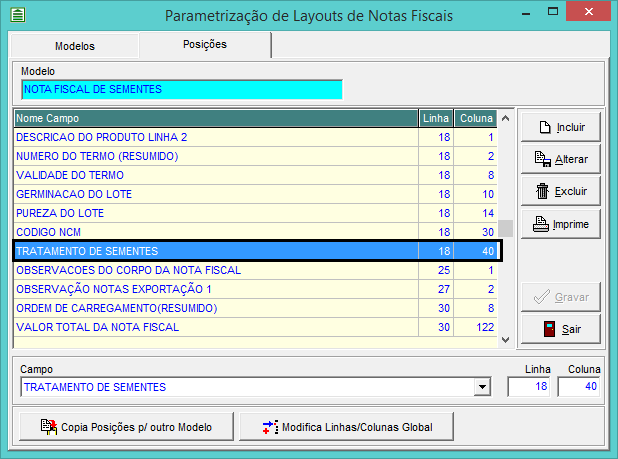 Parametrização de Layouts de Notas Fiscais
Modelos Posições
Modelo
NOTA FISCAL DE SEMENTES
Nome Campo Linha Coluna
DESCRICAO DO PRODUTO LINHA 2 18 1
NUMERO DO TERMO (RESUMIDO) 18 2
VALIDADE DO TERMO 18 8
GERMINACAO DO LOTE 18 10
PUREZA DO LOTE 18 14
CODIGO NCM 18 30
TRATAMENTO DE SEMENTES 18 40
OBSERVACOES DO CORPO DA NOTA FISCAL 25 1
OBSERVAÇÃO NOTAS EXPORTAÇÃO 1 27 2
ORDEM DE CARREGAMENTO(RESUMIDO) 30 8
VALOR TOTAL DA NOTA FISCAL 30 122
Incluir
Alterar
Excluir
Imprime
Gravar
Sair
Campo Linha Coluna
TRATAMENTO DE SEMENTES 18 40
Copia Posições p/ outro Modelo Modifica Linhas/Colunas Global